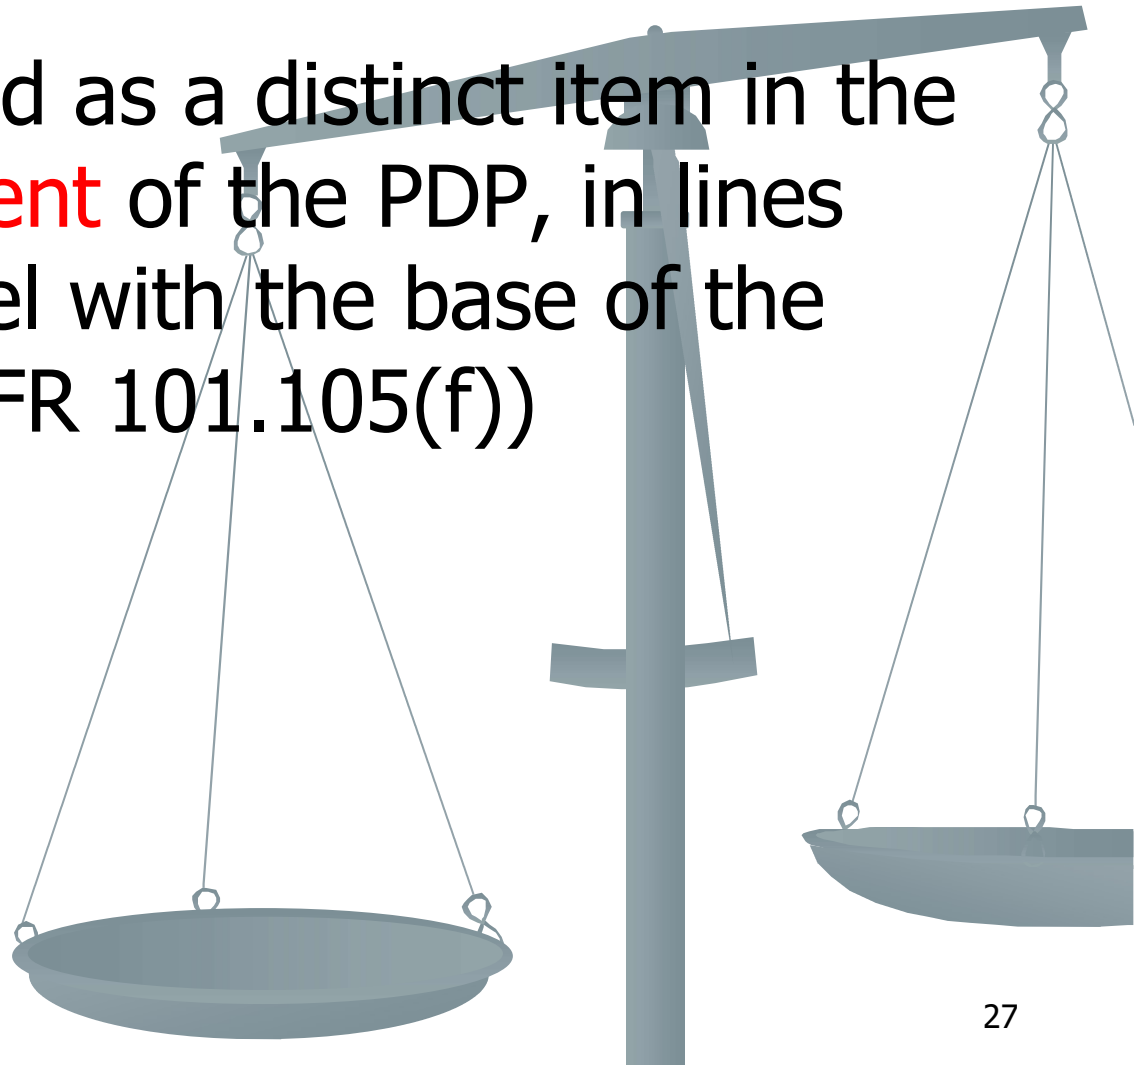 d as a distinct item in the
ent of the PDP, in lines
el with the base of the
FR 101.105(f))
27